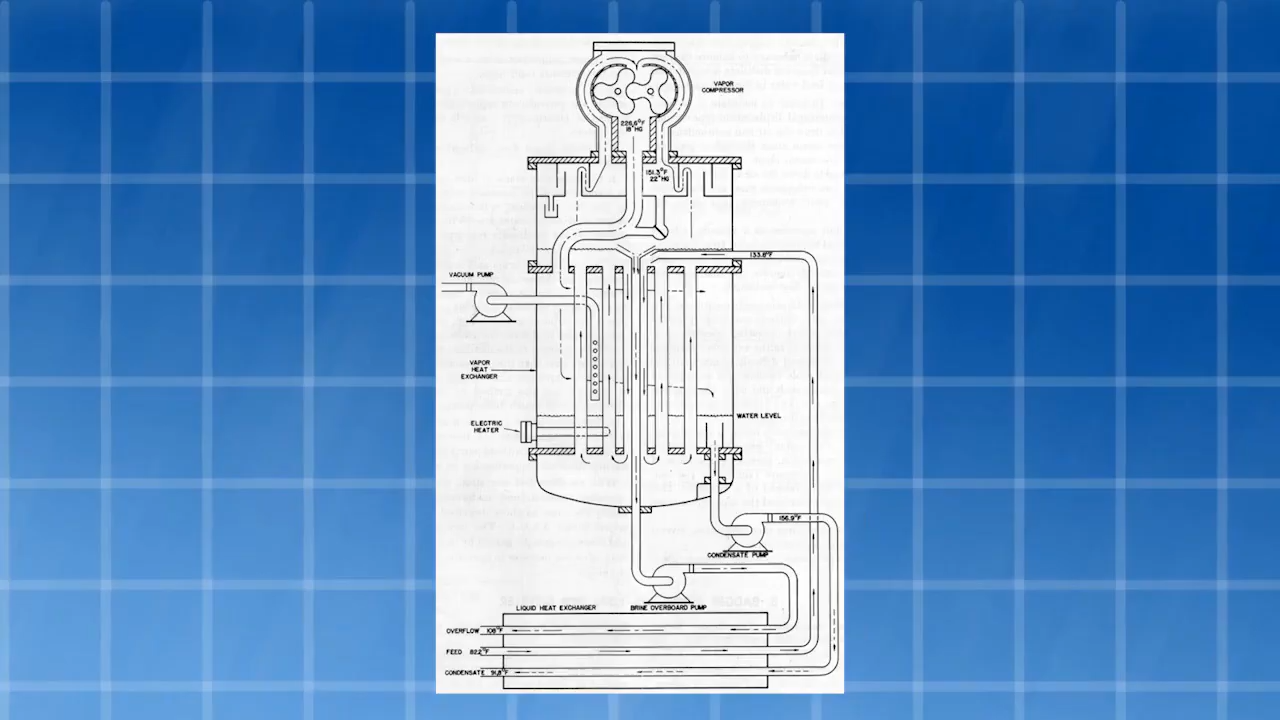 VAPOR
COMPRESSOR
226.6°F
18"HG
151.3°F
22"HG
133.8°F
VACUUM PUMP
VAPOR
HEAT
EXCHANGER
WATER LEVEL
ELECTRIC
HEATER
156.9°F
CONDENSATE PUMP
LIQUID HEAT EXCHANGER
BRINE OVERBOARD PUMP
OVERFLOW 108°F
FEED 82.2°F
CONDENSATE 91.8°F